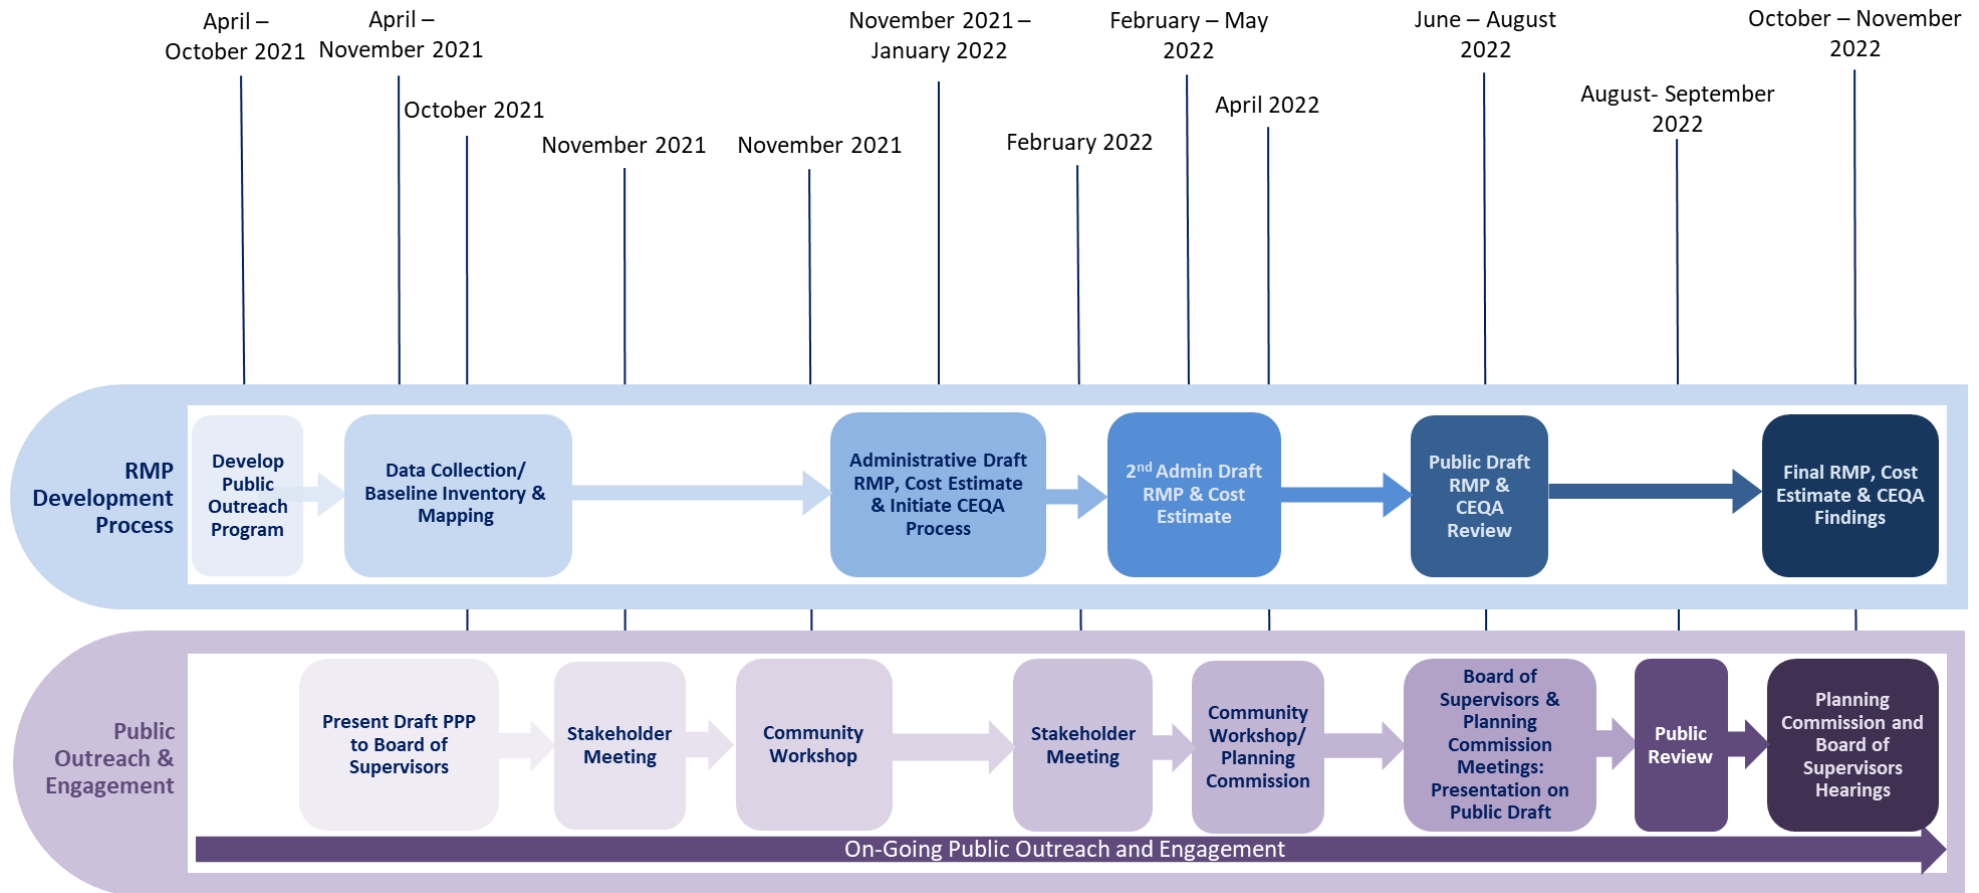 April –
October 2021
April –
November 2021
October 2021
November 2021
November 2021
November 2021 –
January 2022
February 2022
February – May
2022
April 2022
June – August
2022
August- September
2022
October – November
2022
RMP
Development
Process
Develop
Public
Outreach
Program
Data Collection/
Baseline Inventory &
Mapping
Administrative Draft
RMP, Cost Estimate
& Initiate CEQA
Process
2nd Admin Draft
RMP & Cost
Estimate
Public Draft
RMP &
CEQA
Review
Final RMP, Cost
Estimate & CEQA
Findings
Public
Outreach &
Engagement
Present Draft PPP
to Board of
Supervisors
Stakeholder
Meeting
Community
Workshop
Stakeholder
Meeting
Community
Workshop/
Planning
Commission
Board of
Supervisors &
Planning
Commission
Meetings:
Presentation on
Public Draft
Public
Review
Planning
Commission and
Board of
Supervisors
Hearings
On-Going Public Outreach and Engagement